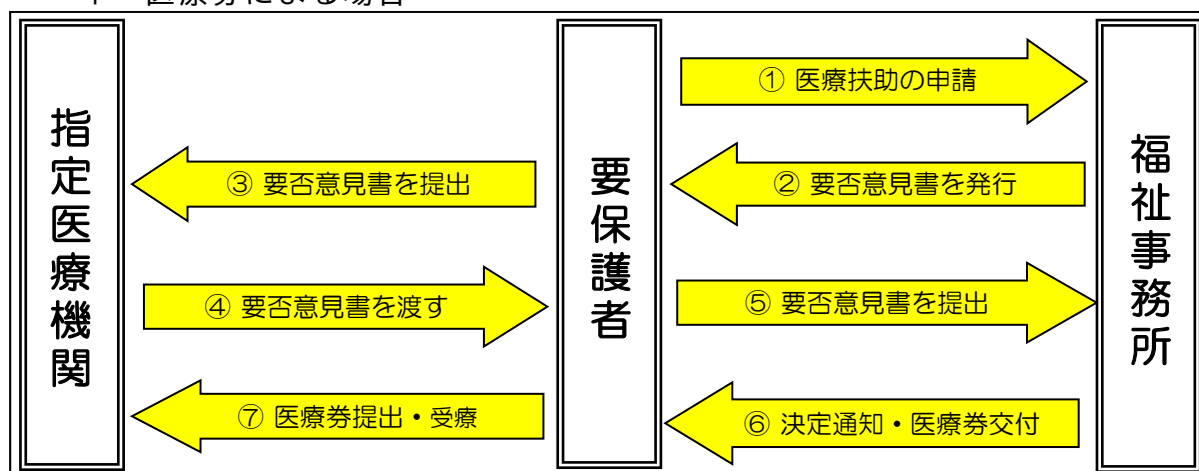 医療券による場合
指定医療機関
要保護者
福祉事務所
① 医療扶助の申請
② 要否意見書を発行
③ 要否意見書を提出
④ 要否意見書を渡す
⑤ 要否意見書を提出
⑥ 決定通知・医療券交付
⑦ 医療券提出・受療